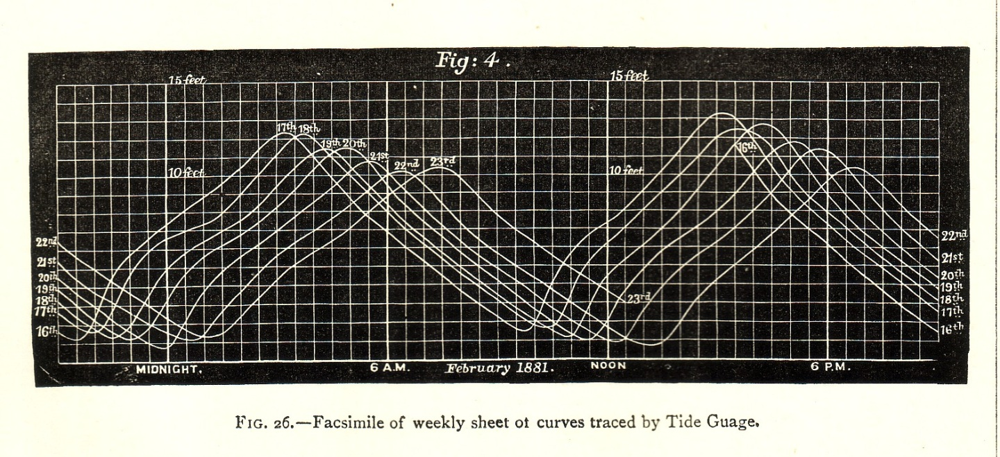 Fig: 4.
15 feet 15 feet
17th 18th
19th 20th 16th
21st 22nd 23rd
10 feet 10 feet
22nd 22nd
21st 21st
20th 20th
19th 19th
18th 23rd 18th
17th 17th
16th 16th
MIDNIGHT. 6 A.M. February 1881. NOON 6 P.M.
FIG. 26.—Facsimile of weekly sheet of curves traced by Tide Guage.